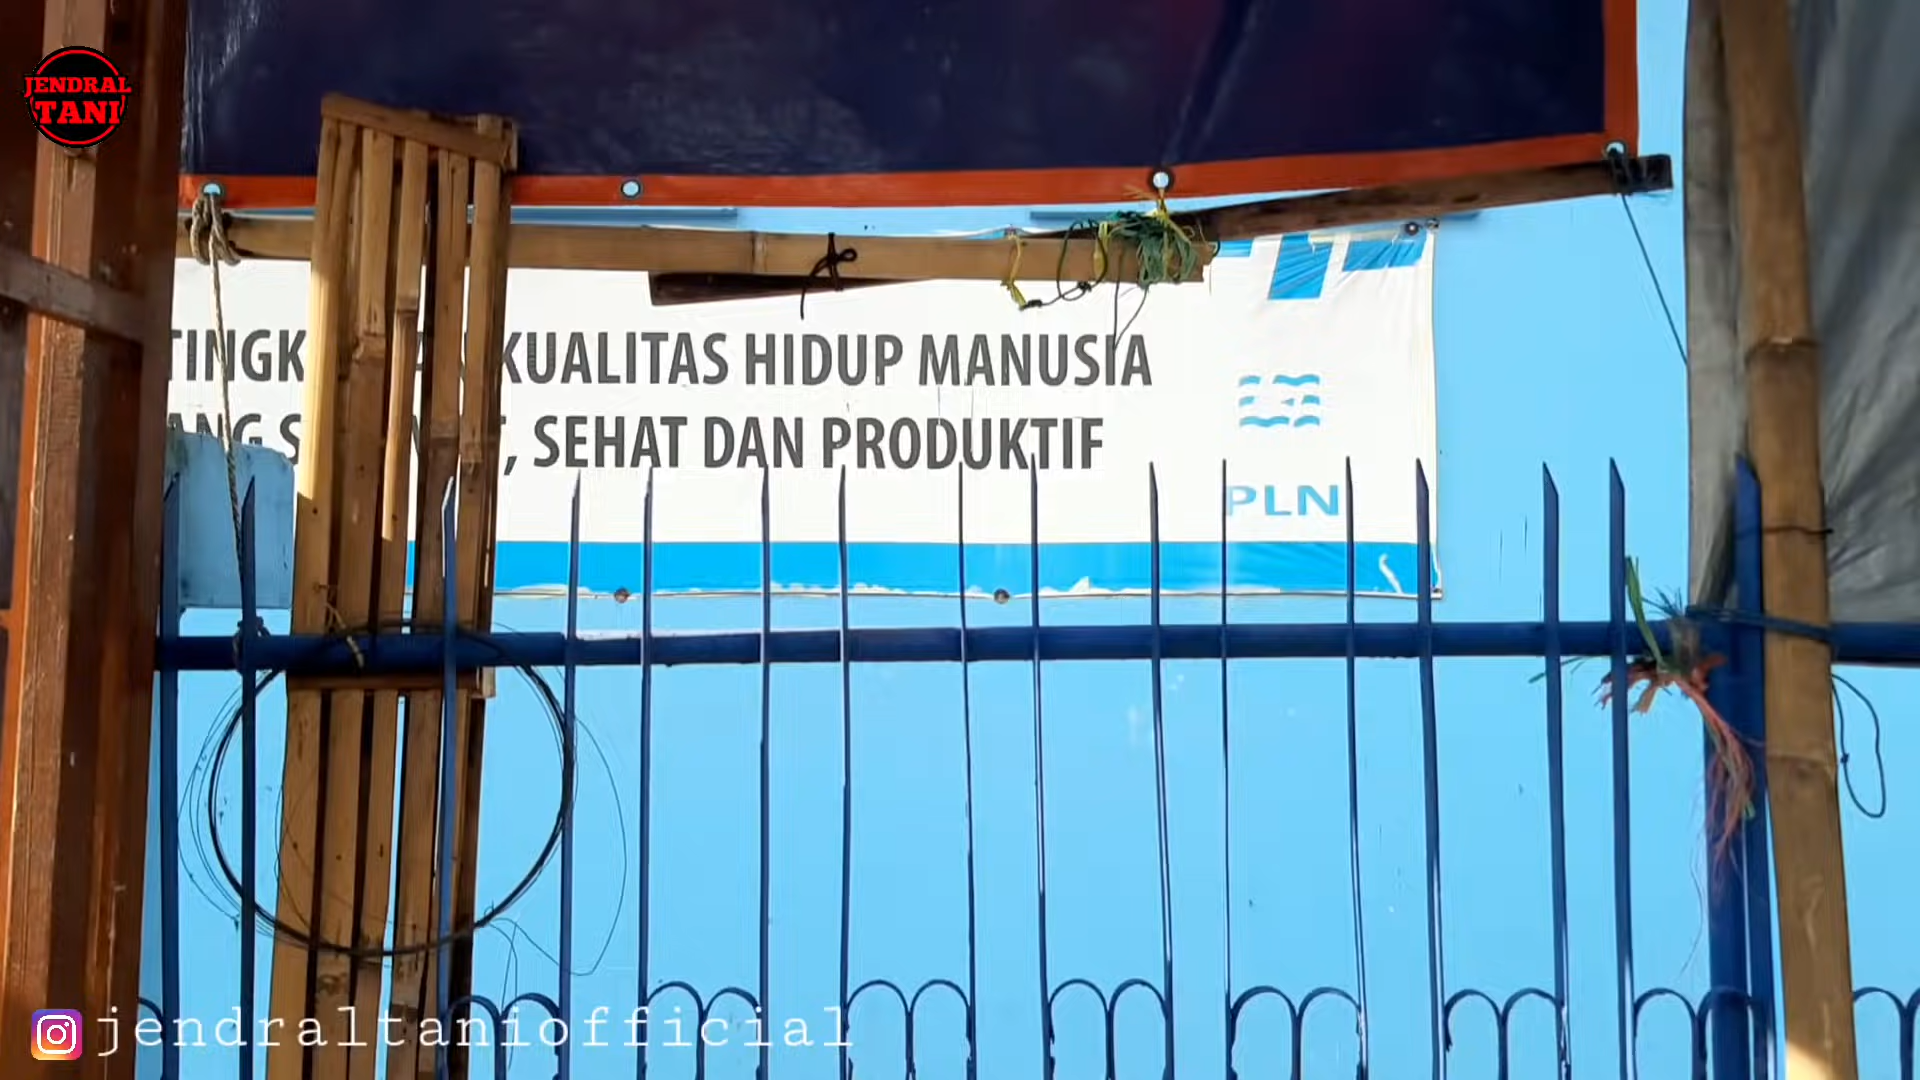 JENDRAL
TANI
KUALITAS HIDUP MANUSIA
, SEHAT DAN PRODUKTIF
PLN
jendraltaniofficial